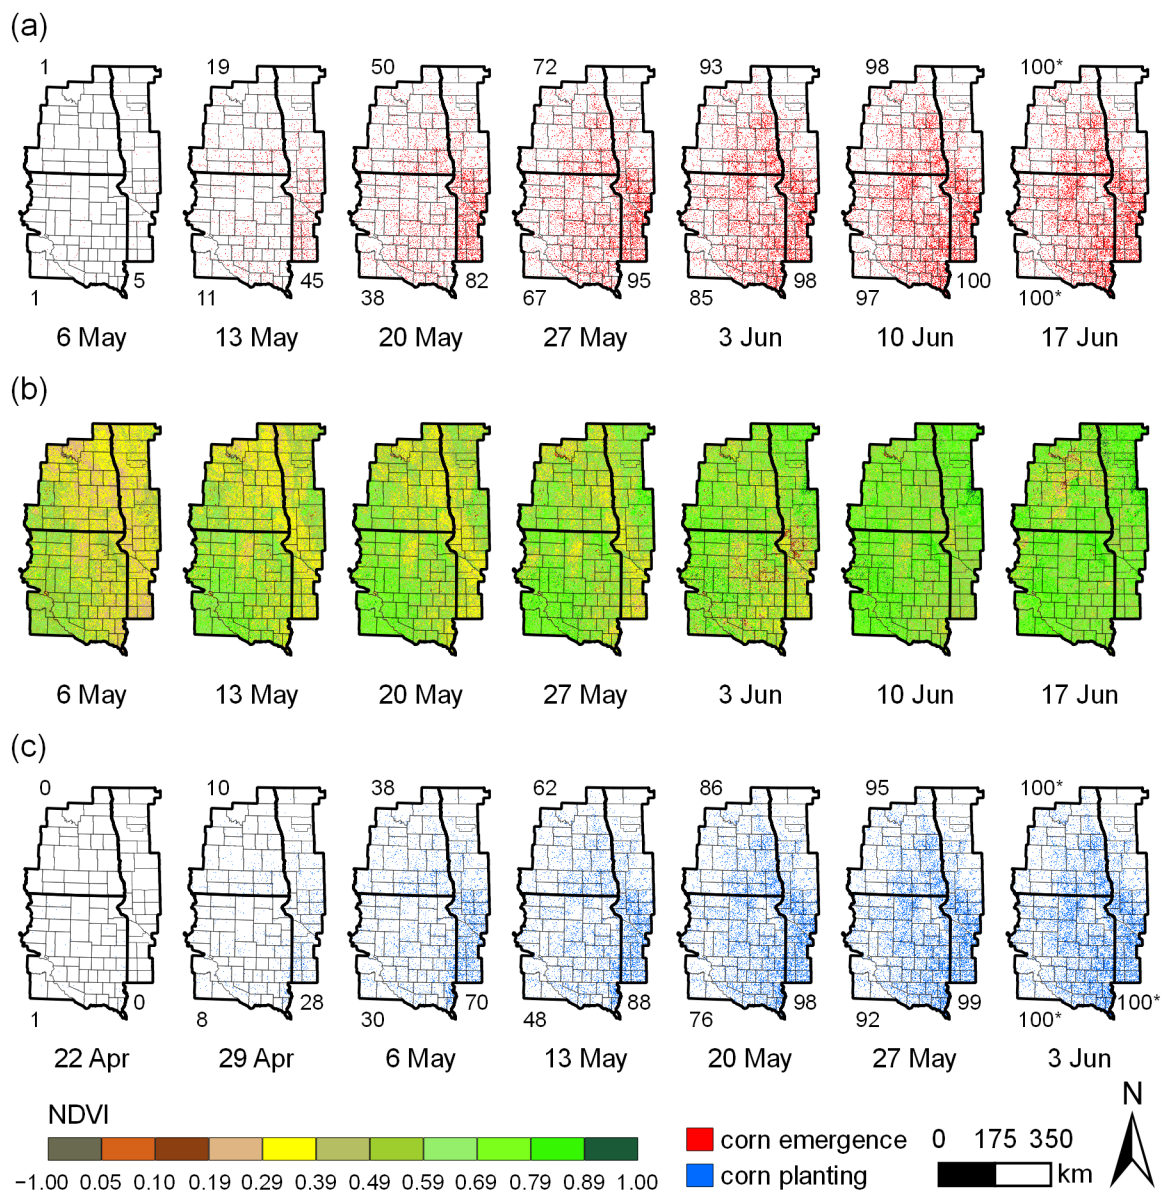 (a)
1 19 50 72 93 98 100*
5 45 82 95 98 100
1 11 38 67 85 97 100*
6 May 13 May 20 May 27 May 3 Jun 10 Jun 17 Jun
(b)
6 May 13 May 20 May 27 May 3 Jun 10 Jun 17 Jun
(c)
0 10 38 62 86 95 100*
0 28 70 88 98 99 100*
1 8 30 48 76 92 100*
22 Apr 29 Apr 6 May 13 May 20 May 27 May 3 Jun
N
NDVI
corn emergence 0 175 350
corn planting km
−1.00 0.05 0.10 0.19 0.29 0.39 0.49 0.59 0.69 0.79 0.89 1.00